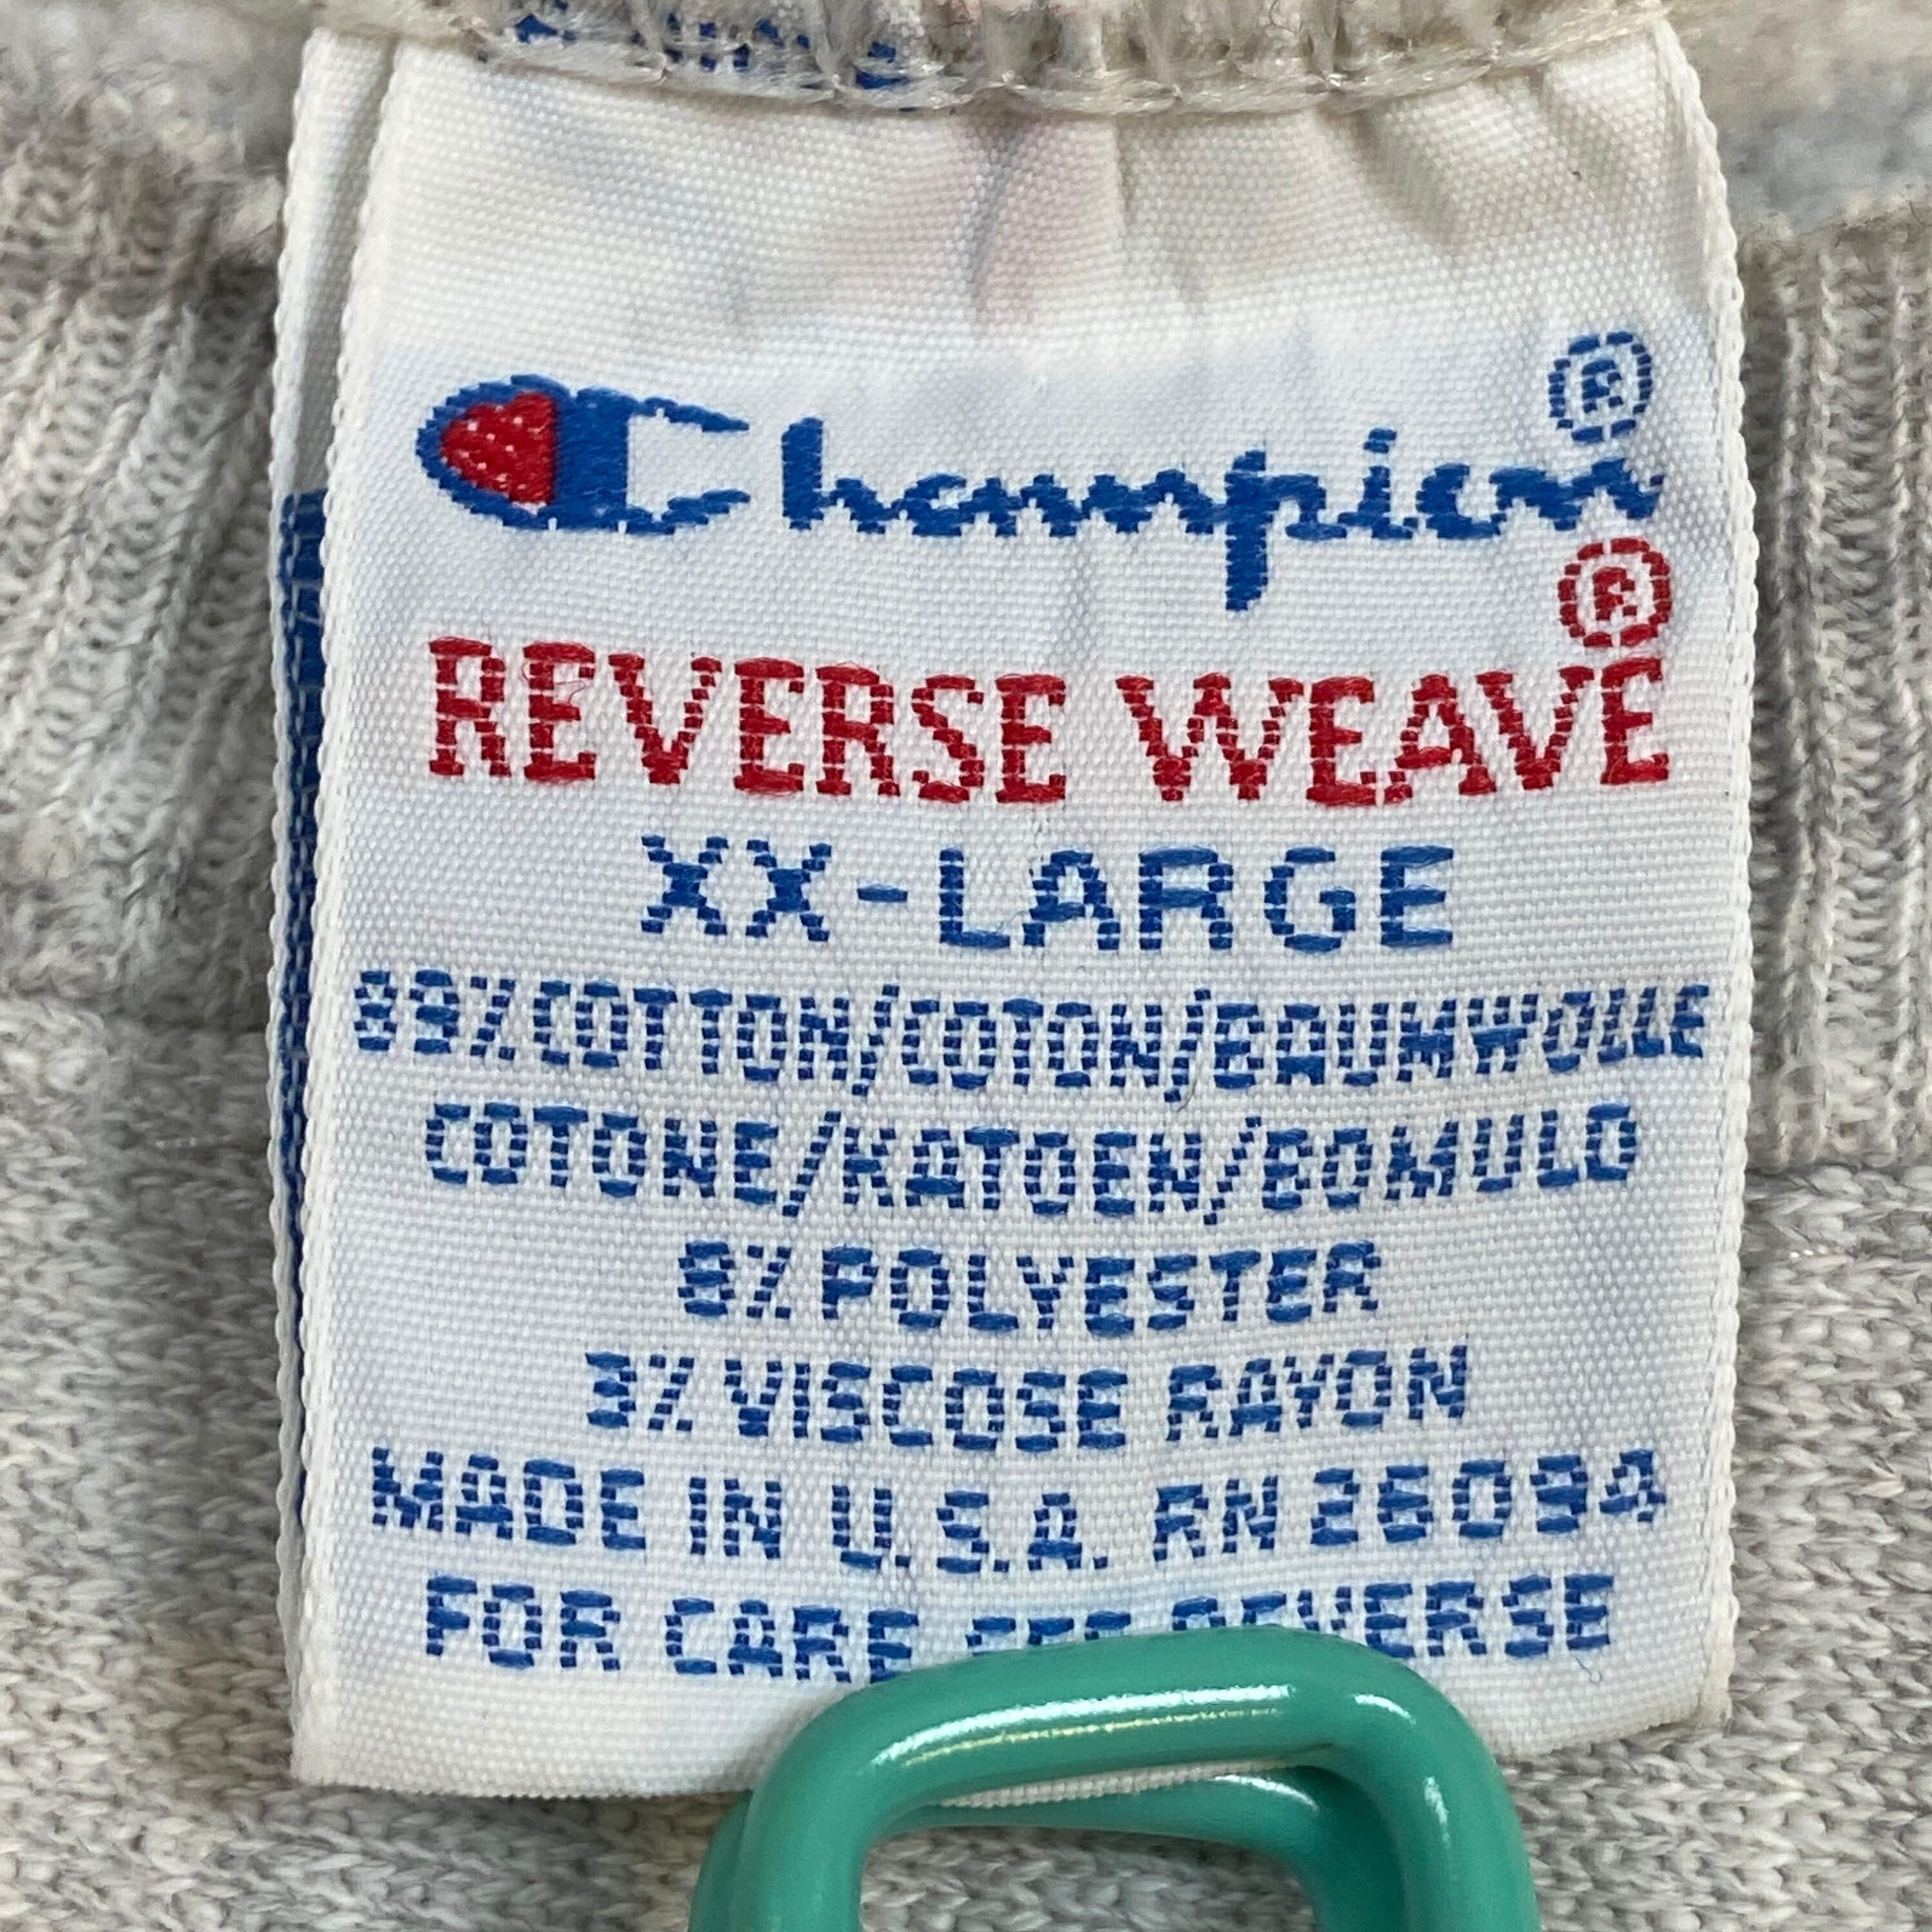 Champion®
REVERSE WEAVE®
XX-LARGE
89% COTTON/COTON/BAUMWOLLE
COTONE/KATOEN/BOMULD
8% POLYESTER
3% VISCOSE RAYON
MADE IN U.S.A. RN 26094
FOR CARE SEE REVERSE